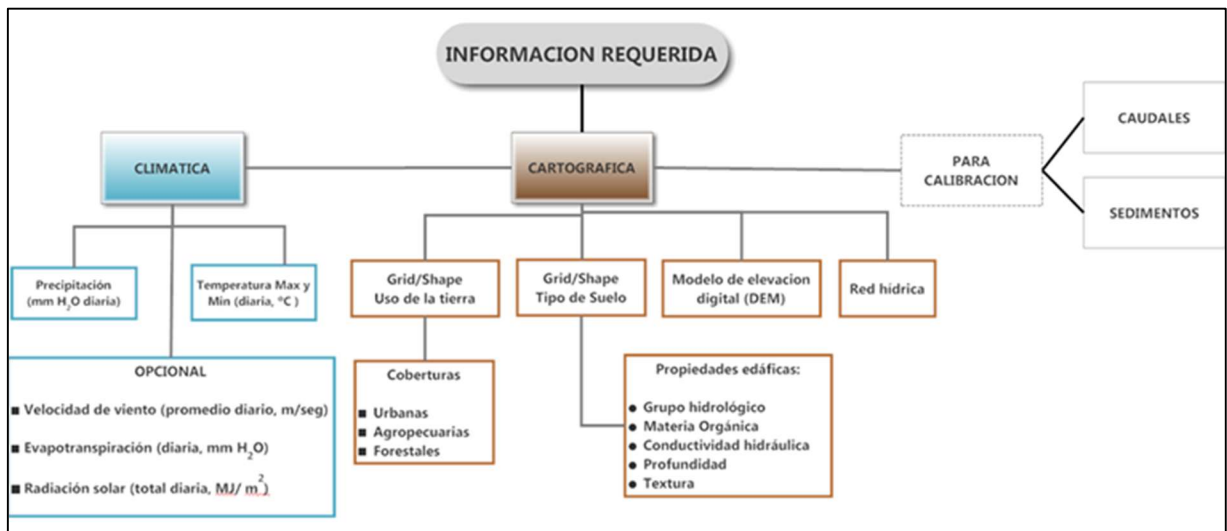 INFORMACION REQUERIDA
CLIMATICA
CARTOGRAFICA
PARA
CALIBRACION
CAUDALES
SEDIMENTOS
Precipitación
(mm H₂O diaria)
Temperatura Max y
Min (diaria, °C )
Grid/Shape
Uso de la tierra
Grid/Shape
Tipo de Suelo
Modelo de elevacion
digital (DEM)
Red hídrica
OPCIONAL
■ Velocidad de viento (promedio diario, m/seg)
■ Evapotranspiración (diaria, mm H₂O)
■ Radiación solar (total diaria, MJ/ m²)
Coberturas
■ Urbanas
■ Agropecuarias
■ Forestales
Propiedades edáficas:
● Grupo hidrológico
● Materia Orgánica
● Conductividad hidráulica
● Profundidad
● Textura